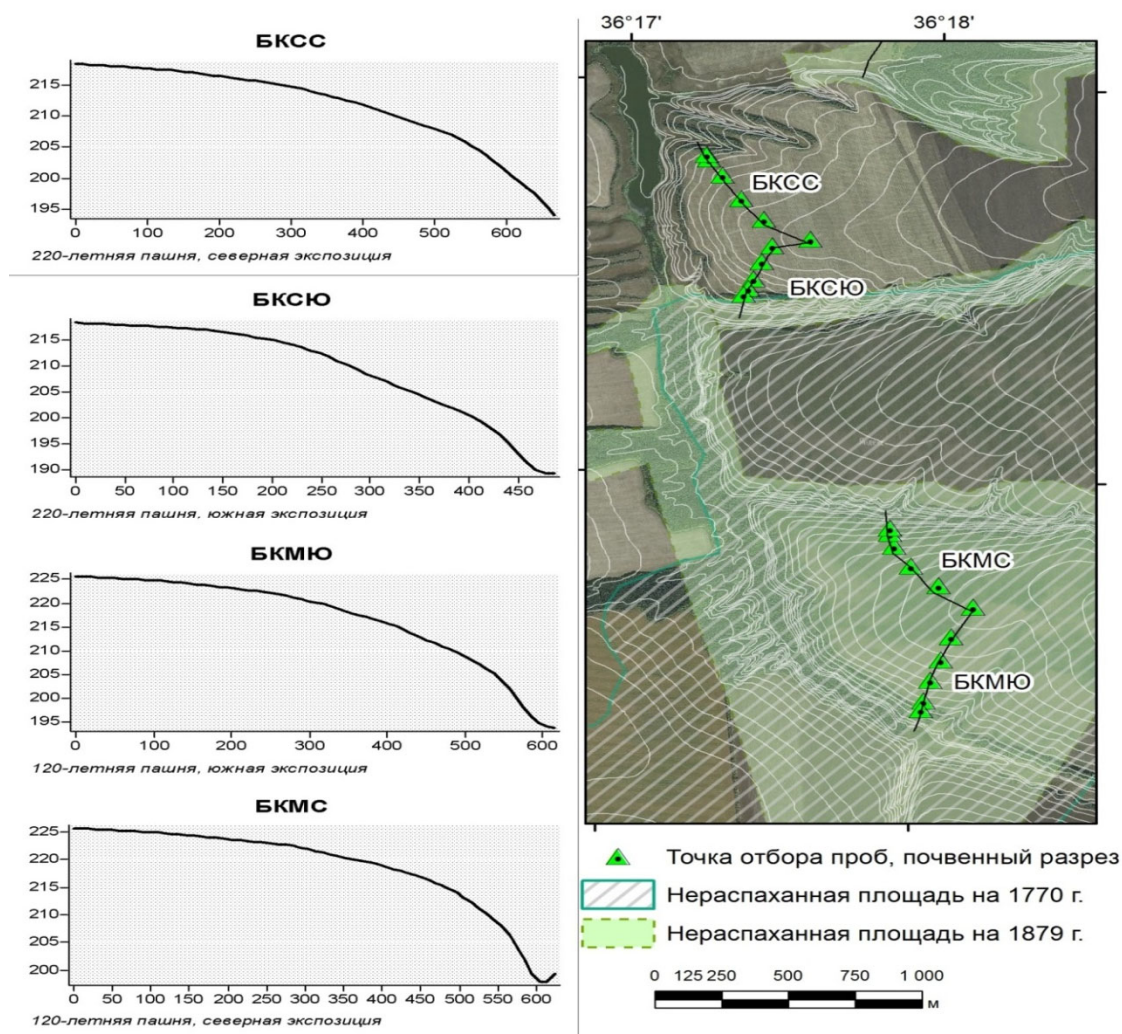 БКСС
215
210
205
200
195
0 100 200 300 400 500 600
220-летняя пашня, северная экспозиция
БКСЮ
215
210
205
200
195
190
0 50 100 150 200 250 300 350 400 450
220-летняя пашня, южная экспозиция
БКМЮ
225
220
215
210
205
200
195
0 100 200 300 400 500 600
120-летняя пашня, южная экспозиция
БКМС
225
220
215
210
205
200
0 50 100 150 200 250 300 350 400 450 500 550 600
120-летняя пашня, северная экспозиция
36°17' 36°18'
БКСС
БКСЮ
БКМС
БКМЮ
Точка отбора проб, почвенный разрез
Нераспаханная площадь на 1770 г.
Нераспаханная площадь на 1879 г.
0 125 250 500 750 1 000
м